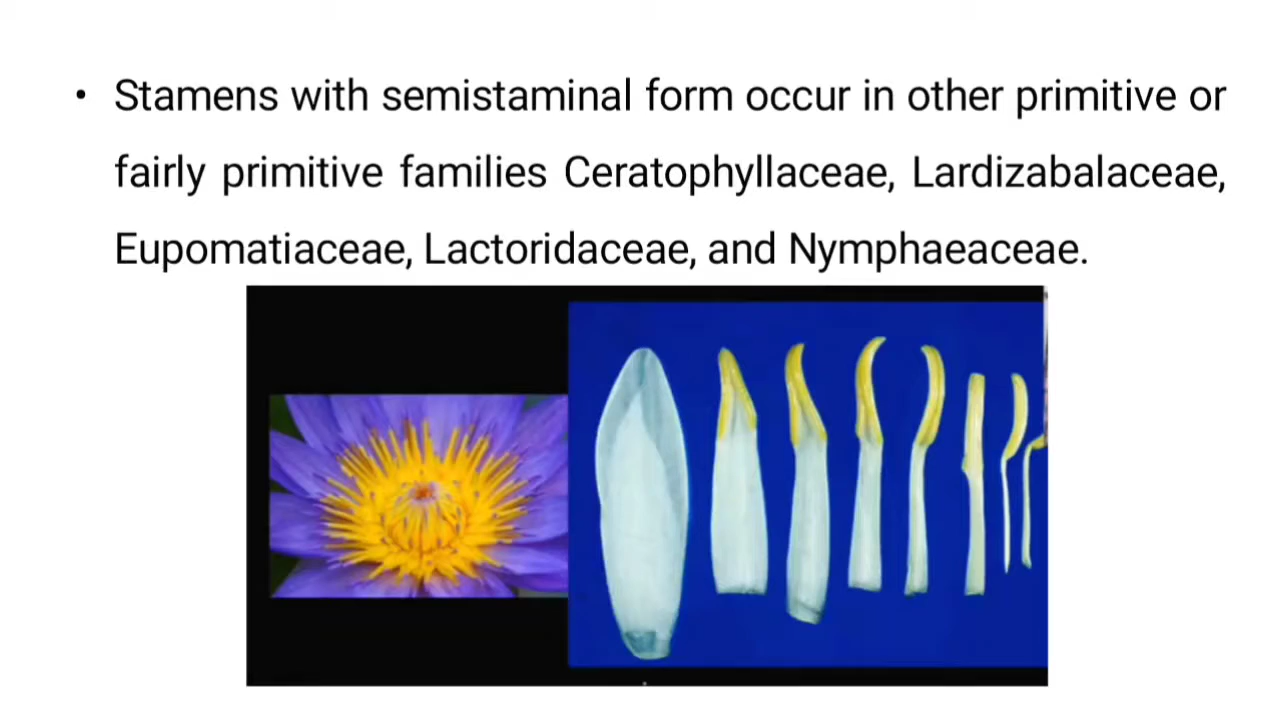 • Stamens with semistaminal form occur in other primitive or
fairly primitive families Ceratophyllaceae, Lardizabalaceae,
Eupomatiaceae, Lactoridaceae, and Nymphaeaceae.